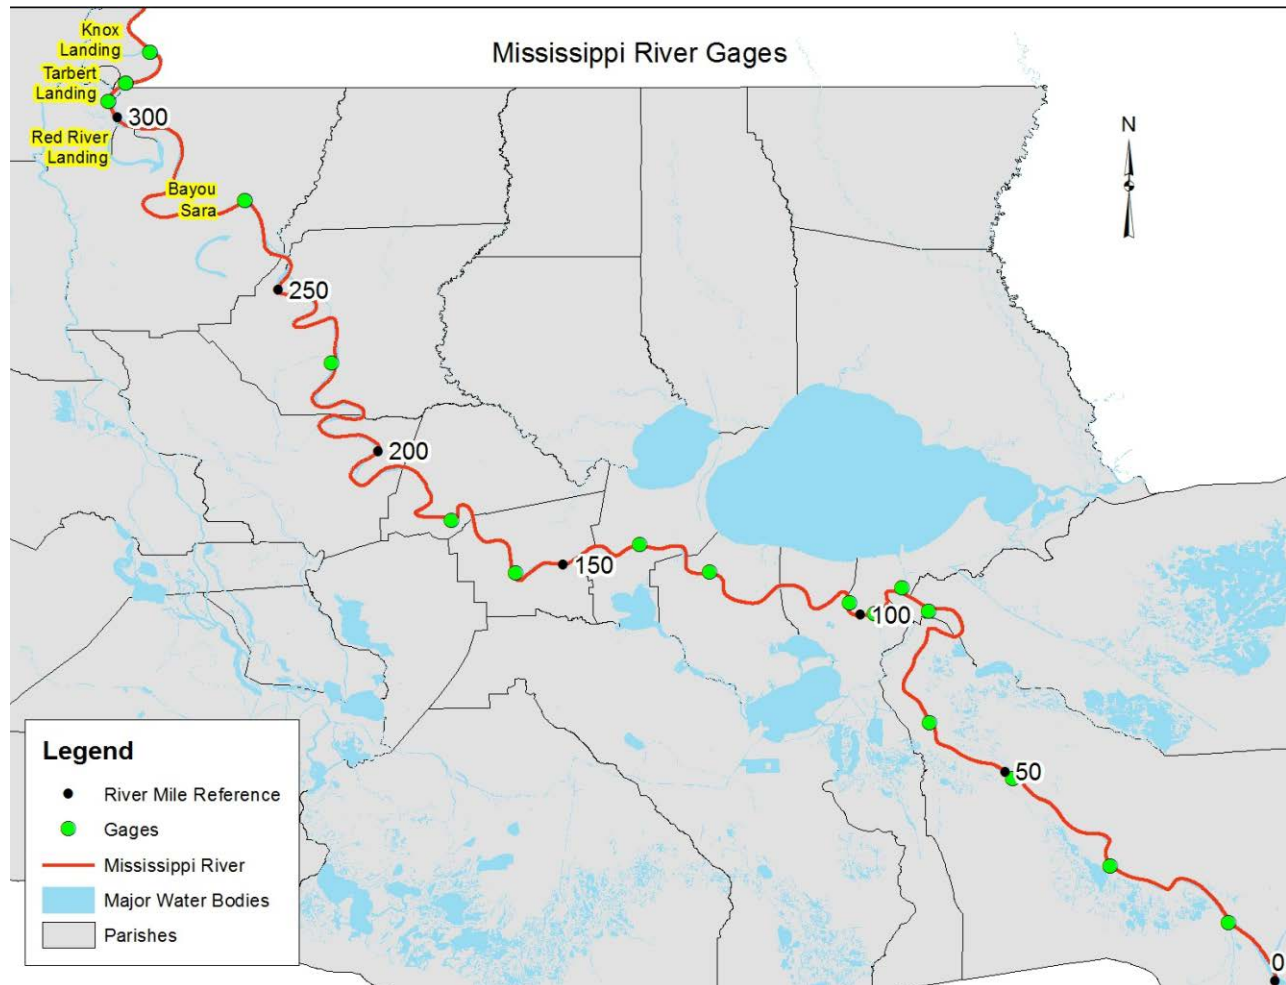 Mississippi River Gages
Knox
Landing
Tarbert
Landing
300
Red River
Landing
Bayou
Sara
N
250
200
150
100
50
0
Legend
River Mile Reference
Gages
Mississippi River
Major Water Bodies
Parishes